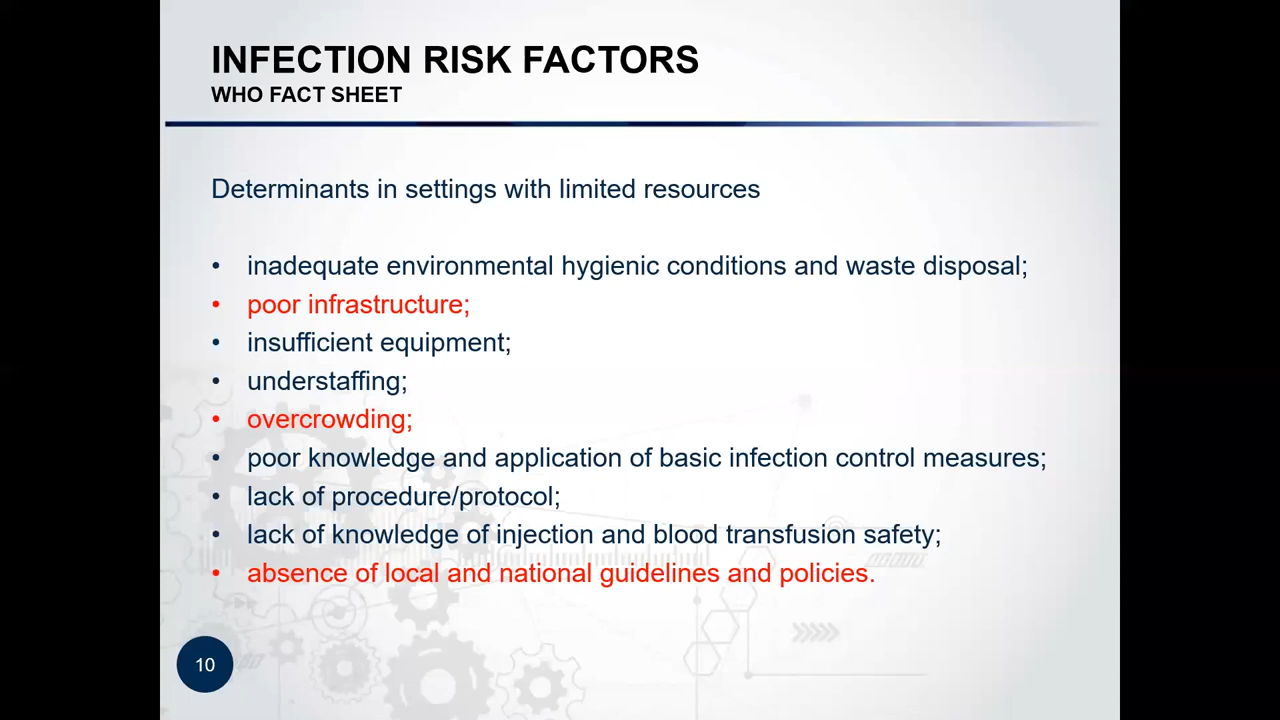 INFECTION RISK FACTORS
WHO FACT SHEET
Determinants in settings with limited resources
• inadequate environmental hygienic conditions and waste disposal;
• poor infrastructure;
• insufficient equipment;
• understaffing;
• overcrowding;
• poor knowledge and application of basic infection control measures;
• lack of procedure/protocol;
• lack of knowledge of injection and blood transfusion safety;
• absence of local and national guidelines and policies.
10